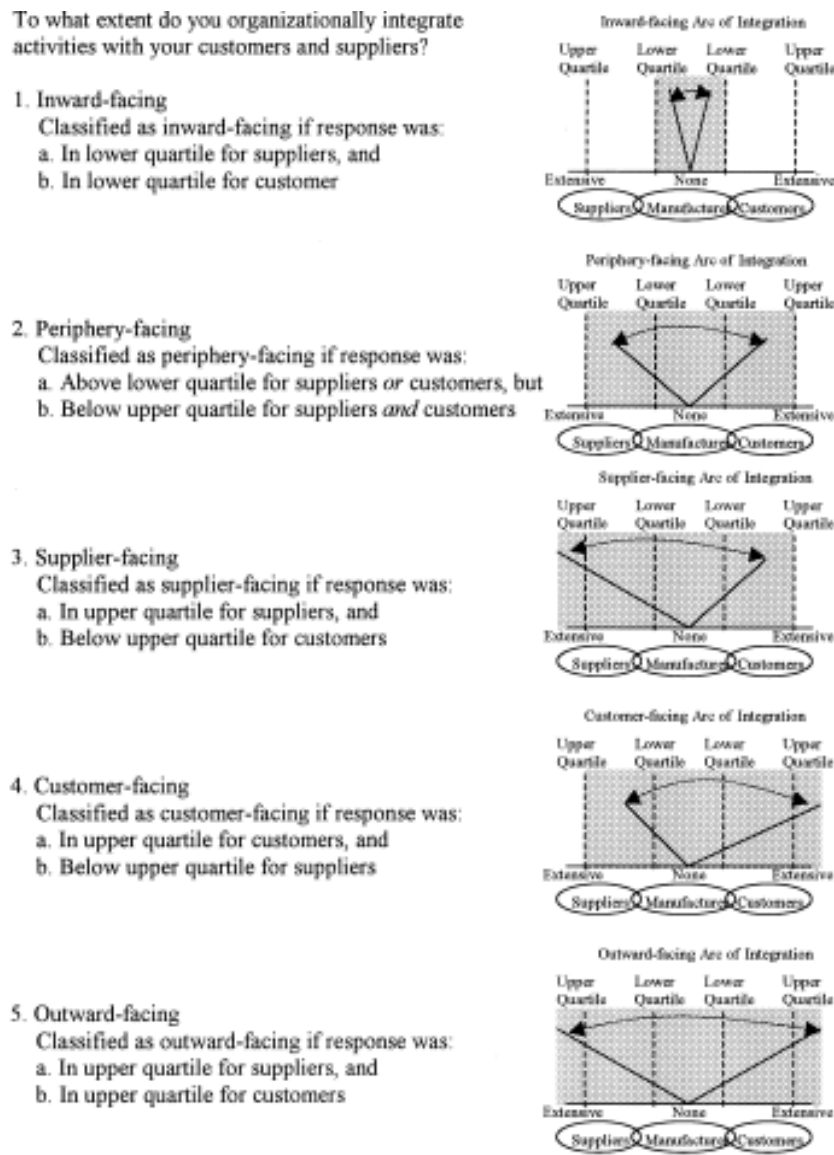 To what extent do you organizationally integrate
activities with your customers and suppliers?
1. Inward-facing
Classified as inward-facing if response was:
a. In lower quartile for suppliers, and
b. In lower quartile for customer
Inward-facing Arc of Integration
Upper Lower Lower Upper
Quartile Quartile Quartile Quartile
Extensive None Extensive
Suppliers Manufacturer Customers
2. Periphery-facing
Classified as periphery-facing if response was:
a. Above lower quartile for suppliers or customers, but
b. Below upper quartile for suppliers and customers
Periphery-facing Arc of Integration
Upper Lower Lower Upper
Quartile Quartile Quartile Quartile
Extensive None Extensive
Suppliers Manufacturer Customers
3. Supplier-facing
Classified as supplier-facing if response was:
a. In upper quartile for suppliers, and
b. Below upper quartile for customers
Supplier-facing Arc of Integration
Upper Lower Lower Upper
Quartile Quartile Quartile Quartile
Extensive None Extensive
Suppliers Manufacturer Customers
4. Customer-facing
Classified as customer-facing if response was:
a. In upper quartile for customers, and
b. Below upper quartile for suppliers
Customer-facing Arc of Integration
Upper Lower Lower Upper
Quartile Quartile Quartile Quartile
Extensive None Extensive
Suppliers Manufacturer Customers
5. Outward-facing
Classified as outward-facing if response was:
a. In upper quartile for suppliers, and
b. In upper quartile for customers
Outward-facing Arc of Integration
Upper Lower Lower Upper
Quartile Quartile Quartile Quartile
Extensive None Extensive
Suppliers Manufacturer Customers